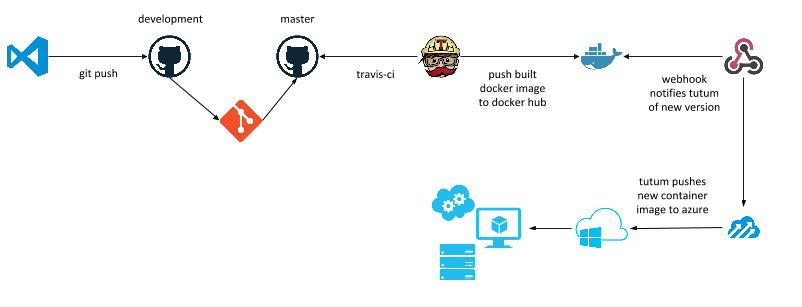 development
master
git push
travis-ci
push built
docker image
to docker hub
webhook
notifies tutum
of new version
tutum pushes
new container
image to azure